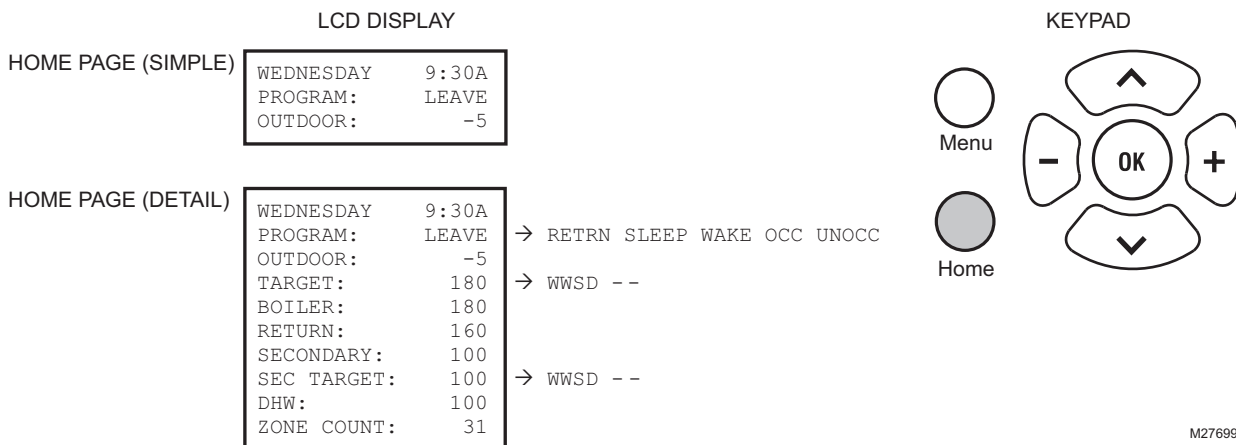 LCD DISPLAY
KEYPAD
HOME PAGE (SIMPLE)
WEDNESDAY 9:30A
PROGRAM: LEAVE
OUTDOOR: -5
Menu
OK
- +
Home
HOME PAGE (DETAIL)
WEDNESDAY 9:30A
PROGRAM: LEAVE → RETRN SLEEP WAKE OCC UNOCC
OUTDOOR: -5
TARGET: 180 → WWSD --
BOILER: 180
RETURN: 160
SECONDARY: 100
SEC TARGET: 100 → WWSD --
DHW: 100
ZONE COUNT: 31
M27699